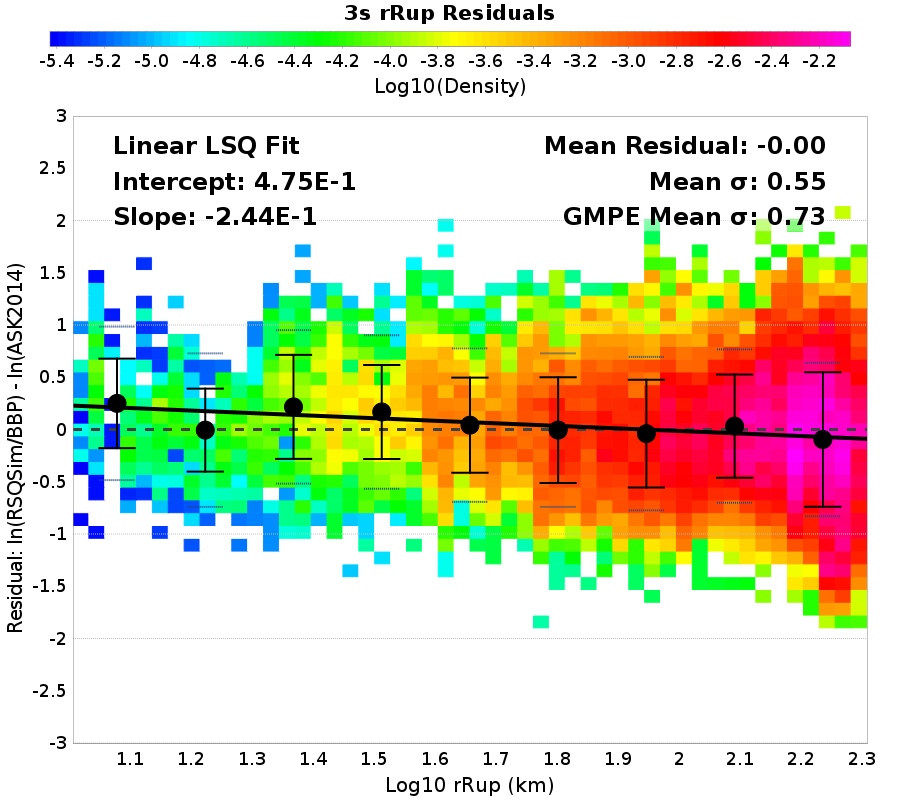 3s rRup Residuals
-5.4 -5.2 -5.0 -4.8 -4.6 -4.4 -4.2 -4.0 -3.8 -3.6 -3.4 -3.2 -3.0 -2.8 -2.6 -2.4 -2.2
Log10(Density)
Linear LSQ Fit
Intercept: 4.75E-1
Slope: -2.44E-1
Mean Residual: -0.00
Mean σ: 0.55
GMPE Mean σ: 0.73
Residual: ln(RSQSim/BBP) - ln(ASK2014)
3
2.5
2
1.5
1
0.5
0
-0.5
-1
-1.5
-2
-2.5
-3
1.1 1.2 1.3 1.4 1.5 1.6 1.7 1.8 1.9 2 2.1 2.2 2.3
Log10 rRup (km)